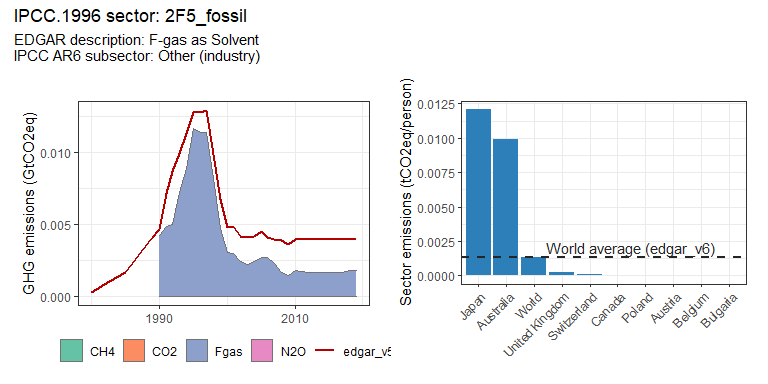 IPCC.1996 sector: 2F5_fossil
EDGAR description: F-gas as Solvent
IPCC AR6 subsector: Other (industry)
GHG emissions (GtCO2eq)
0.010
0.005
0.000
1990
2010
CH4
CO2
Fgas
N2O
edgar_v5
Sector emissions (tCO2eq/person)
0.0125
0.0100
0.0075
0.0050
0.0025
0.0000
World average (edgar_v6)
Japan
Australia
World
United Kingdom
Switzerland
Canada
Poland
Austria
Belgium
Bulgaria